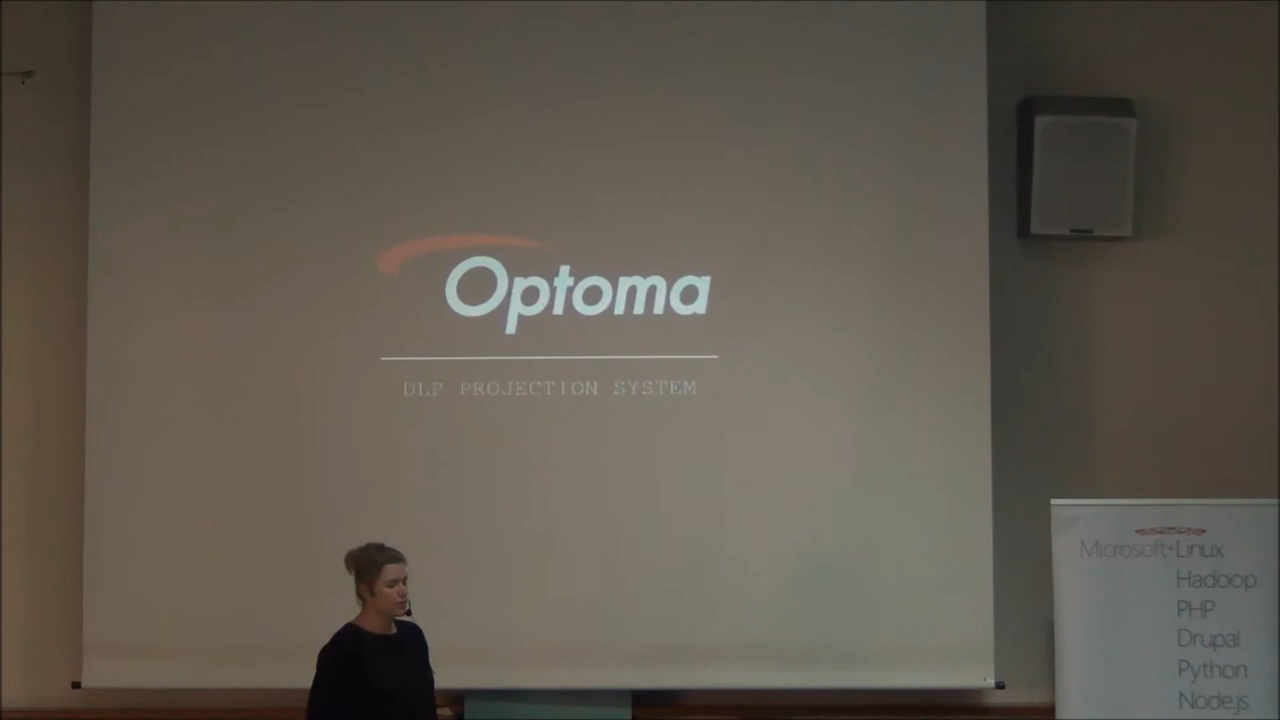 Optoma
DLP PROJECTION SYSTEM
Microsoft+Linux
Hadoop
PHP
Drupal
Python
Node.js